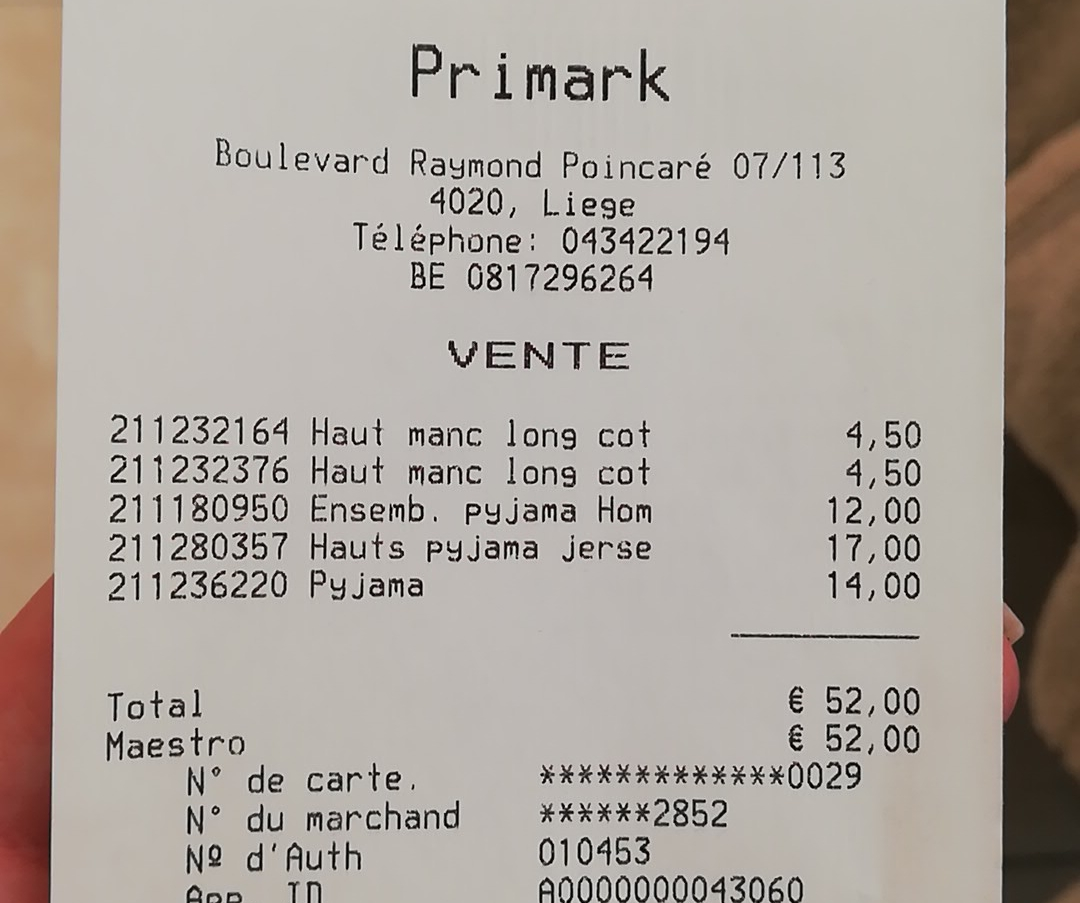 Primark
Boulevard Raymond Poincaré 07/113
4020, Liege
Téléphone: 043422194
BE 0817296264
VENTE
211232164 Haut manc long cot 4,50
211232376 Haut manc long cot 4,50
211180950 Ensemb. pyjama Hom 12,00
211280357 Hauts pyjama jerse 17,00
211236220 Pyjama 14,00
Total € 52,00
Maestro € 52,00
N° de carte. *************0029
N° du marchand ******2852
Nº d'Auth 010453
App. ID A0000000043060